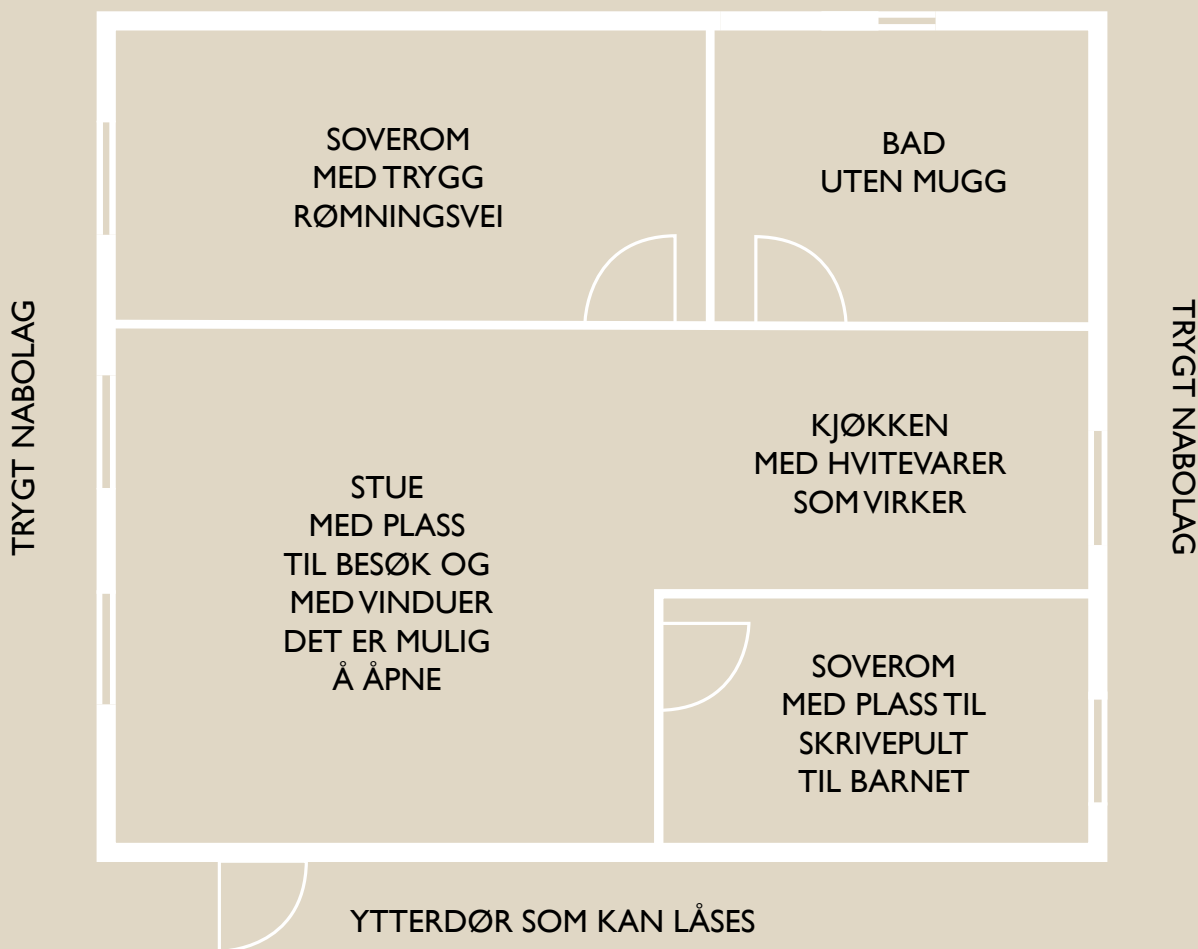 SOVEROM
MED TRYGG
RØMNINGSVEI
BAD
UTEN MUGG
TRYGT NABOLAG
TRYGT NABOLAG
STUE
MED PLASS
TIL BESØK OG
MED VINDUER
DET ER MULIG
Å ÅPNE
KJØKKEN
MED HVITEVARER
SOM VIRKER
SOVEROM
MED PLASS TIL
SKRIVEPULT
TIL BARNET
YTTERDØR SOM KAN LÅSES